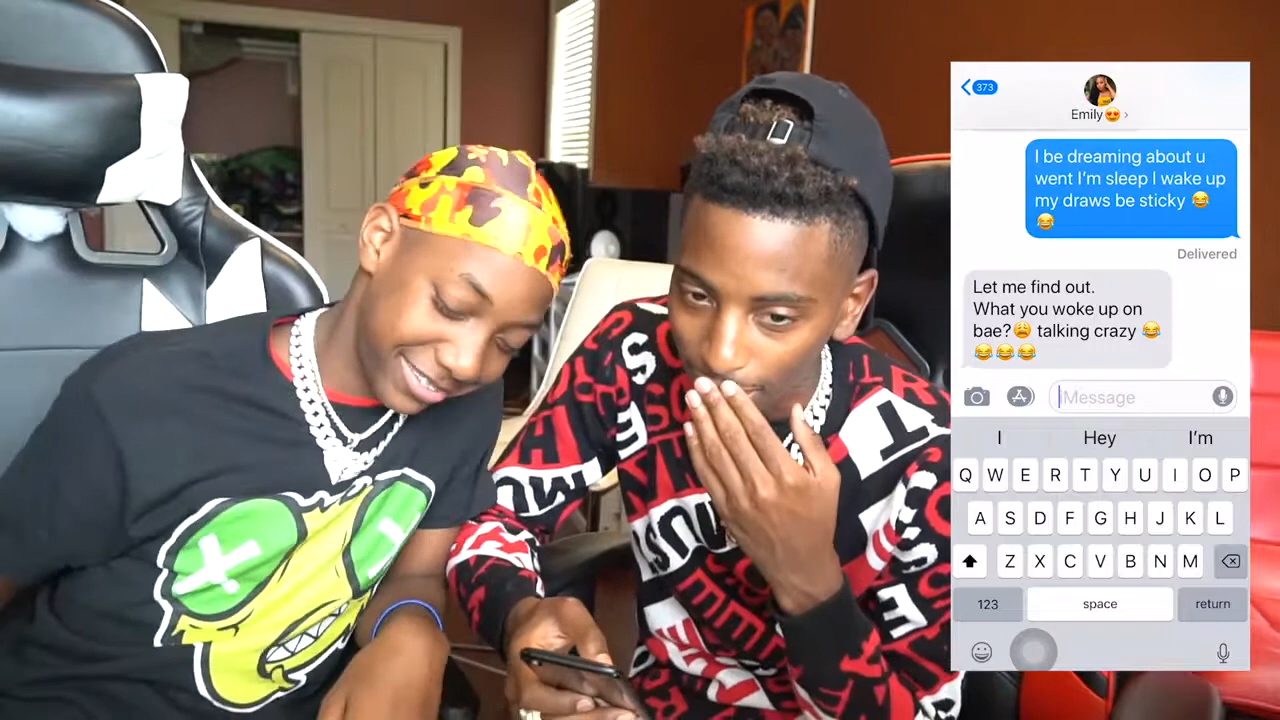 373
Emily😍 ›
I be dreaming about u
went I'm sleep I wake up
my draws be sticky 😂
😂
Delivered
Let me find out.
What you woke up on
bae?😩 talking crazy 😂
😂😂😂
iMessage
I Hey I'm
Q W E R T Y U I O P
A S D F G H J K L
Z X C V B N M
123 space return